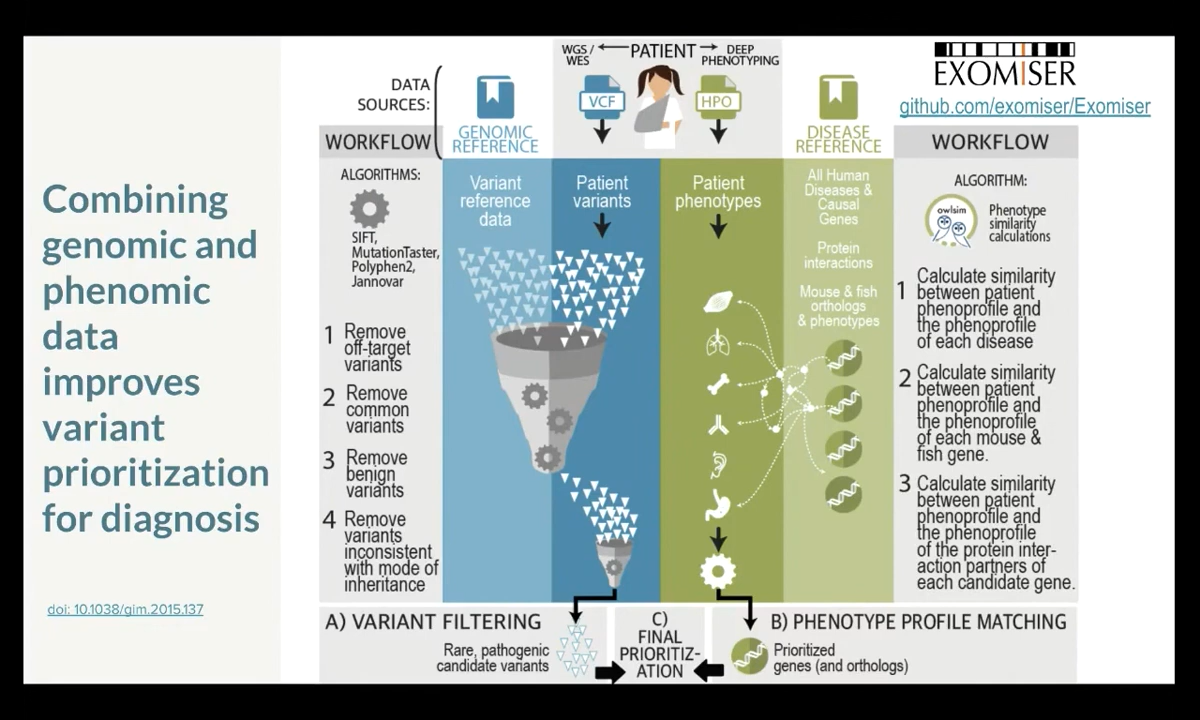 Combining
genomic and
phenomic
data
improves
variant
prioritization
for diagnosis
doi: 10.1038/gim.2015.137
DATA
SOURCES:
WORKFLOW
GENOMIC
REFERENCE
WGS /
WES
PATIENT
DEEP
PHENOTYPING
VCF
HPO
DISEASE
REFERENCE
EXOMISER
github.com/exomiser/Exomiser
WORKFLOW
ALGORITHMS:
SIFT,
MutationTaster,
Polyphen2,
Jannovar
1 Remove
off-target
variants
2 Remove
common
variants
3 Remove
benign
variants
4 Remove
variants
inconsistent
with mode of
inheritance
Variant
reference
data
Patient
variants
Patient
phenotypes
All Human
Diseases &
Causal
Genes
Protein
interactions
Mouse & fish
orthologs
& phenotypes
ALGORITHM:
owlsim
Phenotype
similarity
calculations
1 Calculate similarity
between patient
phenoprofile and
the phenoprofile
of each disease
2 Calculate similarity
between patient
phenoprofile and
the phenoprofile
of each mouse &
fish gene.
3 Calculate similarity
between patient
phenoprofile and
the phenoprofile
of the protein inter-
action partners of
each candidate gene.
A) VARIANT FILTERING
Rare, pathogenic
candidate variants
C)
FINAL
PRIORITIZ-
ATION
B) PHENOTYPE PROFILE MATCHING
Prioritized
genes (and orthologs)